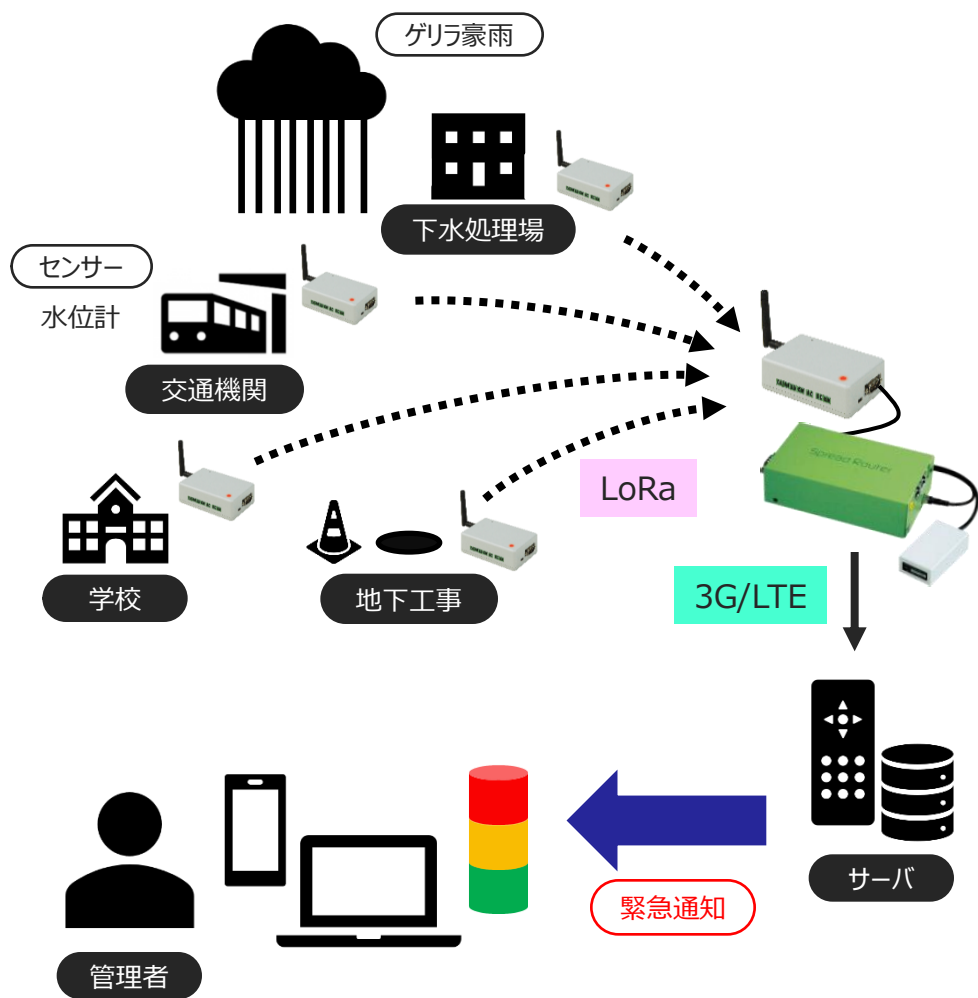 ゲリラ豪雨
下水処理場
センサー
水位計
交通機関
学校
地下工事
LoRa
Spread Router
3G/LTE
サーバ
緊急通知
管理者